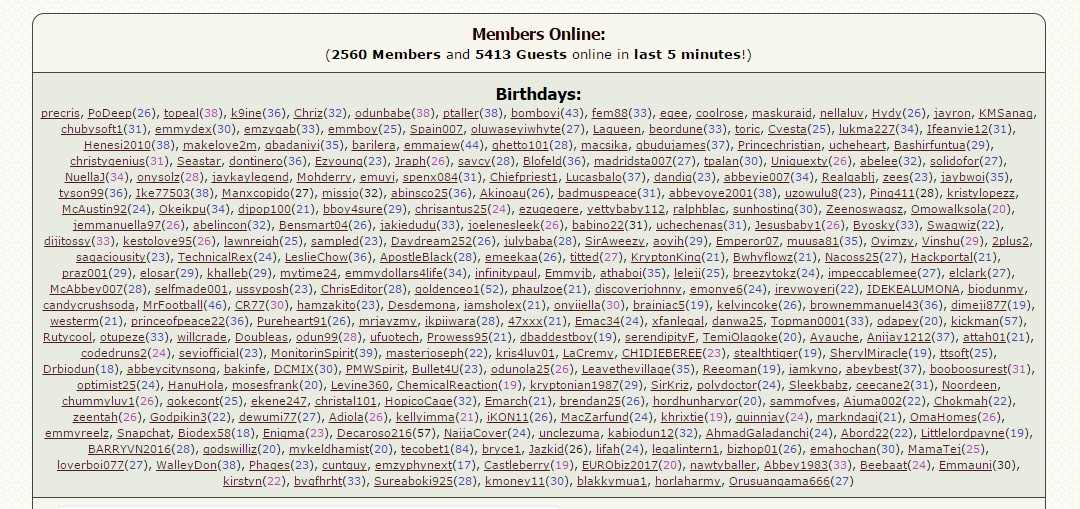 Members Online:
(2560 Members and 5413 Guests online in last 5 minutes!)
Birthdays:
precris, PoDeep(26), topeal(38), k9ine(36), Chriz(32), odunbabe(38), ptaller(38), bomboyi(43), fem88(33), eqee, coolrose, maskuraid, nellaluv, Hydy(26), jayron, KMSanaq,
chubysoft1(31), emmydex(30), emzyqab(33), emmboy(25), Spain007, oluwaseyiwhyte(27), Laqueen, beordune(33), toric, Cvesta(25), lukma227(34), Ifeanyie12(31),
Henesi2010(38), makelove2m, gbadanivi(35), barilera, emmajew(44), ghetto101(28), macsika, qbudujames(37), Princechristian, ucheheart, Bashirfuntua(29),
christygenius(31), Seastar, dontinero(36), Ezyounq(23), Jraph(26), savcy(28), Blofeld(36), madridsta007(27), tpalan(30), Uniquexty(26), abelee(32), solidofor(27),
NuellaJ(34), onysolz(28), jaykaylegend, Mohderry, emuyi, spenx084(31), Chiefpriest1, Lucasbalo(37), dandig(23), abbeyvie007(34), Realgablj, zees(23), jaybwoi(35),
tyson99(36), Ike77503(38), Manxcopido(27), missjo(32), abinsco25(36), Akinoau(26), badmuspeace(31), abbeyove2001(38), uzowulu8(23), Ping411(28), kristylopezz,
McAustin92(24), Okeikpu(34), djpop100(21), bboy4sure(29), chrisantus25(24), ezugegere, yettybaby112, ralphblac, sunhosting(30), Zeenoswagsz, Omowalksola(20),
jemmanuella97(26), abelincon(32), Bensmart04(26), jakiedudu(33), joelenesleek(26), babino22(31), uchechenas(31), Jesusbaby1(26), Byosky(33), Swagwiz(22),
dijitossy(33), kestolove95(26), lawnreigh(25), sampled(23), Daydream252(26), julybaba(28), SirAweezy, aoyih(29), Emperor07, muusa81(35), Oyimzy, Vinshu(29), 2plus2,
sagaciousity(23), TechnicalRex(24), LeslieChow(36), ApostleBlack(28), emeekaa(26), titted(27), KryptonKing(21), Bwhyflowz(21), Nacoss25(27), Hackportal(21),
praz001(29), elosar(29), khalleb(29), mytime24, emmydollars4life(34), infinitypaul, Emmyjb, athaboi(35), leleji(25), breezytokz(24), impeccablemee(27), elclark(27),
McAbbey007(28), selfmade001, ussyposh(23), ChrisEditor(28), goldenceo1(52), phaulzoe(21), discoverjohnny, emonye6(24), irevwoyeri(22), IDEKEALUMONA, biodunmy,
candycrushsoda, MrFootball(46), CR77(30), hamzakito(23), Desdemona, iamsholex(21), onyiiella(30), brainiac5(19), kelvincoke(26), brownemmanuel43(36), dimeji877(19),
westerm(21), princeofpeace22(36), Pureheart91(26), mrjayzmy, ikpiiwara(28), 47xxx(21), Emac34(24), xfanlegal, danwa25, Topman0001(33), odapey(20), kickman(57),
Rutycool, otupeze(33), willcrade, Doubleas, odun99(28), ufuotech, Prowess95(21), dbaddestboy(19), serendipityF, TemiOlagoke(20), Ayauche, Anijay1212(37), attah01(21),
codedruns2(24), seyiofficial(23), MonitorinSpirit(39), masterjoseph(22), kris4luv01, LaCremy, CHIDIEBEREE(23), stealthtiger(19), SherylMiracle(19), ttsoft(25),
Drbiodun(18), abbeycitynsong, bakinfe, DCMIX(30), PMWSpirit, Bullet4U(23), odunola25(26), Leavethevillage(35), Reeoman(19), iamkyno, abeybest(37), booboosurest(31),
optimist25(24), HanuHola, mosesfrank(20), Levine360, ChemicalReaction(19), kryptonian1987(29), SirKriz, polydoctor(24), Sleekbabz, ceecane2(31), Noordeen,
chummyluv1(26), gokecont(25), ekene247, christal101, HopicoCage(32), Emarch(21), brendan25(26), hordhunharyor(20), sammofves, Ajuma002(22), Chokmah(22),
zeentah(26), Godpikin3(22), dewumi77(27), Adiola(26), kellyimma(21), iKON11(26), MacZarfund(24), khrixtie(19), quinnjay(24), markndagi(21), OmaHomes(26),
emmyreelz, Snapchat, Biodex58(18), Enigma(23), Decaroso216(57), NaijaCover(24), unclezuma, kabiodun12(32), AhmadGaladanchi(24), Abord22(22), Littlelordpayne(19),
BARRYVN2016(28), godswilliz(20), mykeldhamist(20), tecobet1(84), bryce1, Jazkid(26), lifah(24), legalintern1, bizhop01(26), emahochan(30), MamaTej(25),
loverboi077(27), WalleyDon(38), Phages(23), cuntguy, emzyphynext(17), Castleberry(19), EURObiz2017(20), nawtyballer, Abbey1983(33), Beebaat(24), Emmauni(30),
kirstyn(22), bvgfhrht(33), Sureaboki925(28), kmoney11(30), blakkymua1, horlaharmy, Orusuangama666(27)